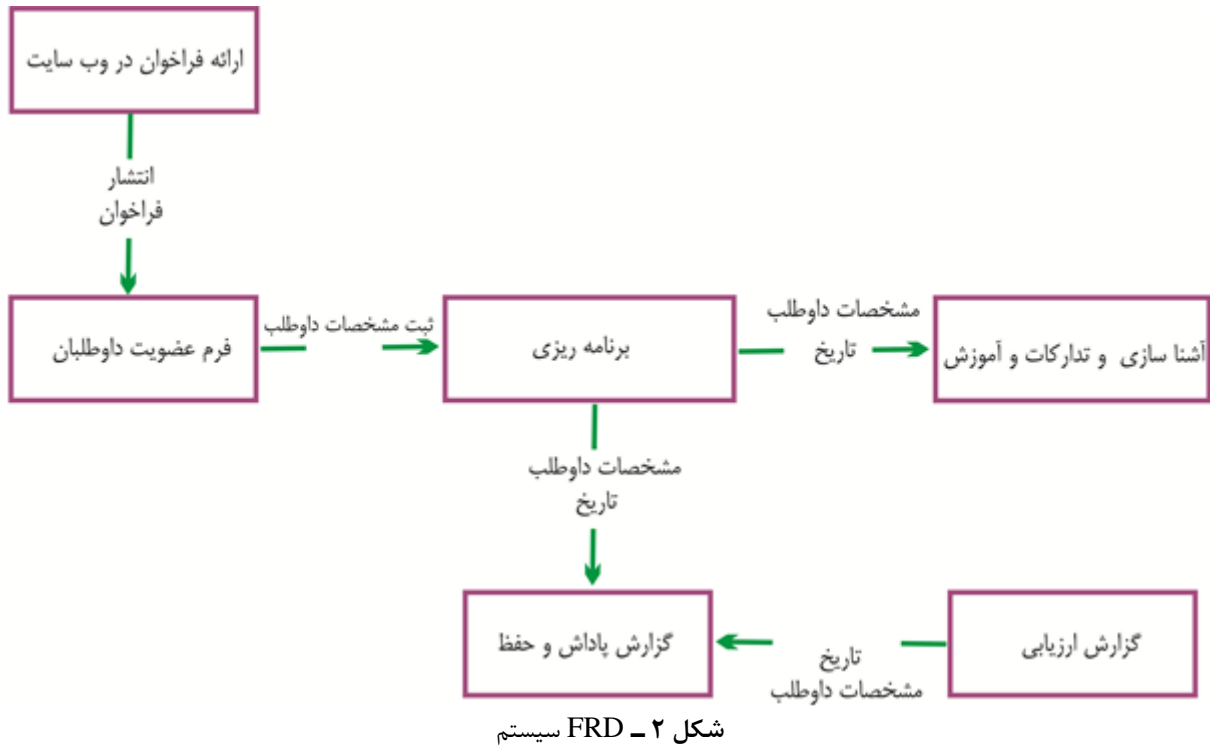 ارائه فراخوان در وب سایت
انتشار
فراخوان
فرم عضویت داوطلبان
ثبت مشخصات داوطلب
برنامه ریزی
مشخصات داوطلب
تاریخ
آشنا سازی و تدارکات و آموزش
مشخصات داوطلب
تاریخ
گزارش پاداش و حفظ
تاریخ
مشخصات داوطلب
گزارش ارزیابی
شکل ۲ ـ FRD سیستم